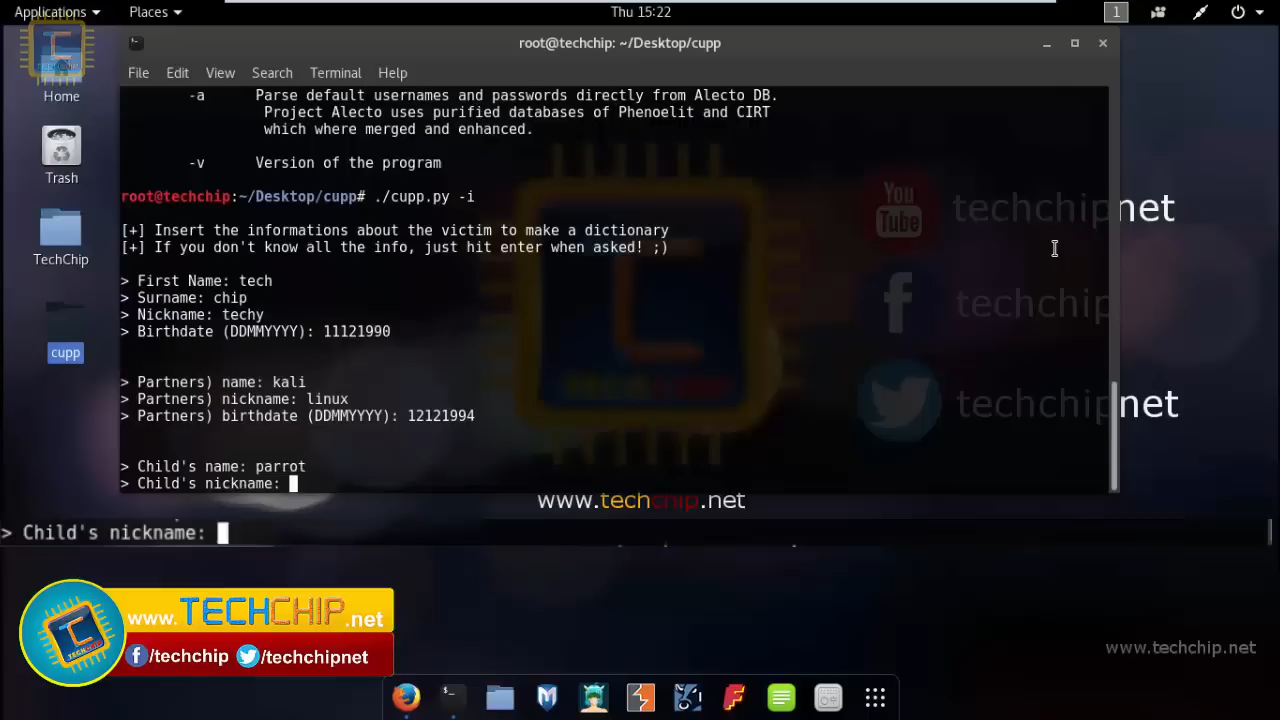 Applications
Places
Thu 15:22
1
root@techchip: ~/Desktop/cupp
File Edit View Search Terminal Help
Home
Trash
TechChip
cupp
-a Parse default usernames and passwords directly from Alecto DB.
Project Alecto uses purified databases of Phenoelit and CIRT
which where merged and enhanced.
-v Version of the program
root@techchip:~/Desktop/cupp# ./cupp.py -i
[+] Insert the informations about the victim to make a dictionary
[+] If you don't know all the info, just hit enter when asked! ;)
> First Name: tech
> Surname: chip
> Nickname: techy
> Birthdate (DDMMYYYY): 11121990
> Partners) name: kali
> Partners) nickname: linux
> Partners) birthdate (DDMMYYYY): 12121994
> Child's name: parrot
> Child's nickname:
You
Tube
techchipnet
techchip
techchipnet
www.techchip.net
> Child's nickname:
www.TECHCHIP.net
/techchip /techchipnet
www.techchip.net